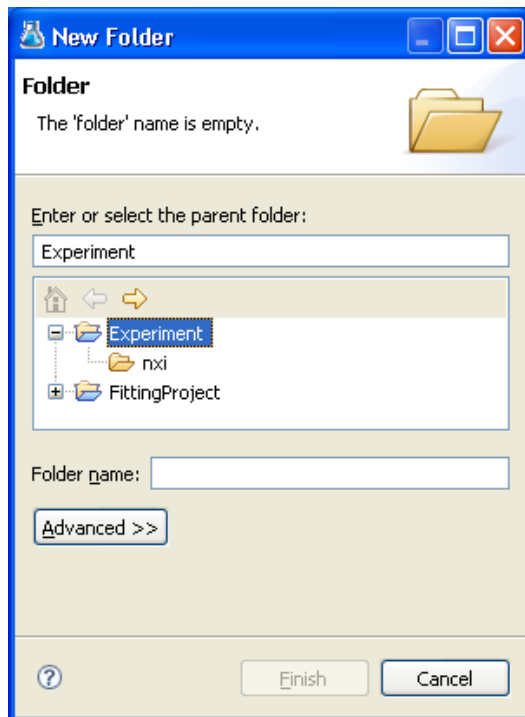 New Folder
Folder
The 'folder' name is empty.
Enter or select the parent folder:
Experiment
Experiment
nxi
FittingProject
Folder name:
Advanced >>
Finish
Cancel